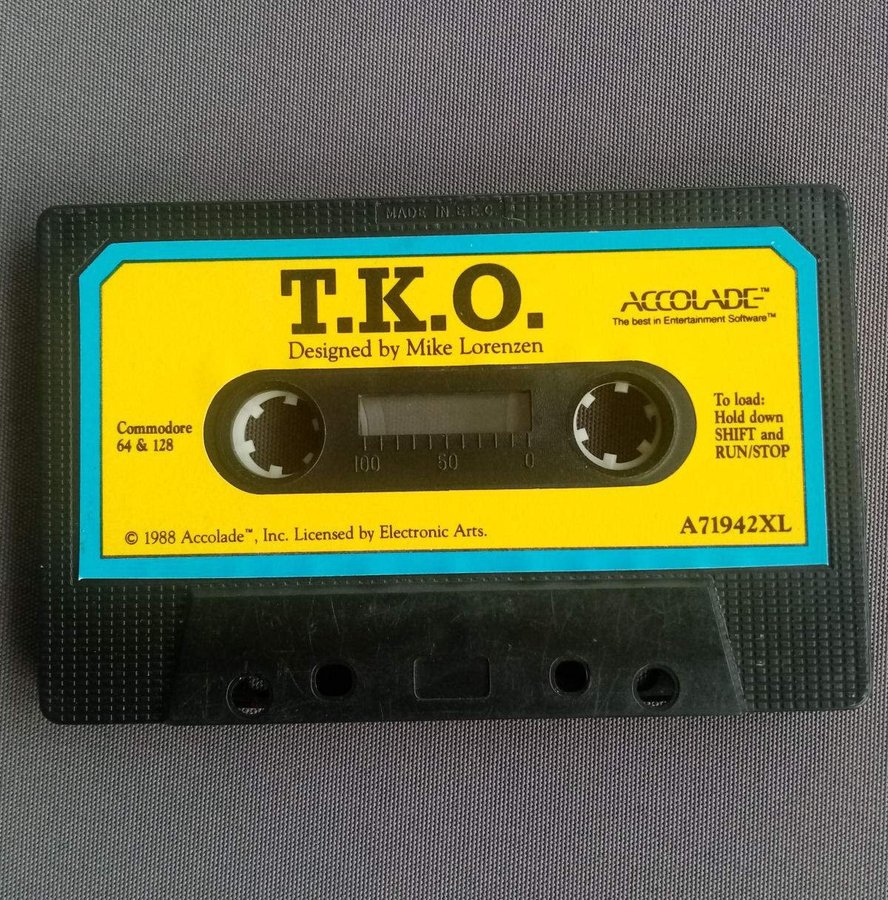 MADE IN E.E.C.
T.K.O.
Designed by Mike Lorenzen
ACCOLADE™
The best in Entertainment Software™
Commodore
64 & 128
To load:
Hold down
SHIFT and
RUN/STOP
100 50 0
© 1988 Accolade™, Inc. Licensed by Electronic Arts.
A71942XL